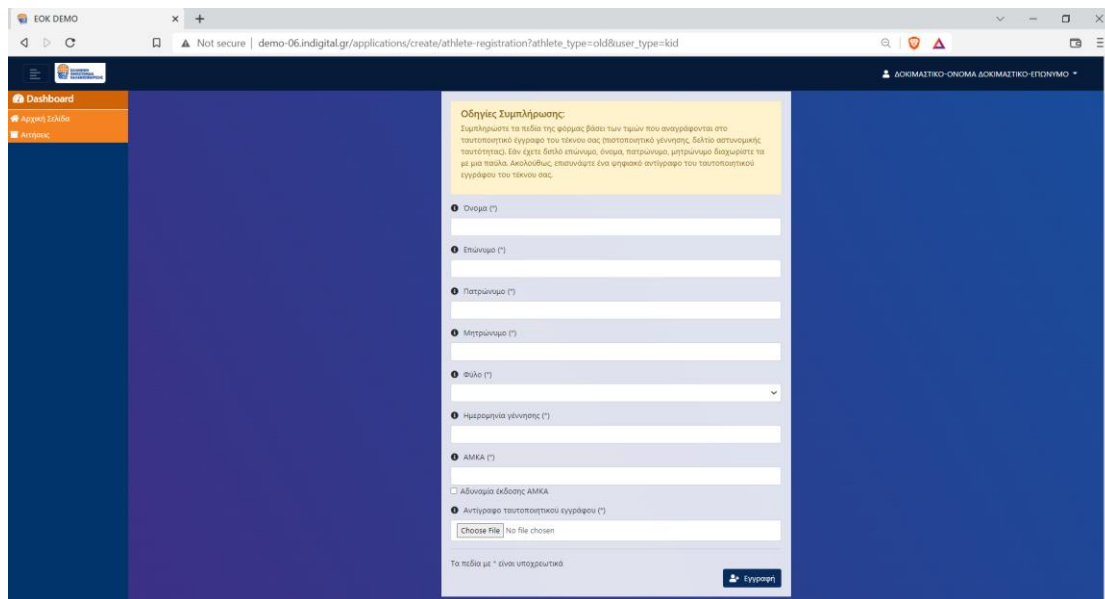 EOK DEMO
Not secure | demo-06.indigital.gr/applications/create/athlete-registration?athlete_type=old&user_type=kid
ΔΟΚΙΜΑΣΤΙΚΟ-ΟΝΟΜΑ ΔΟΚΙΜΑΣΤΙΚΟ-ΕΠΩΝΥΜΟ
Dashboard
Αρχική Σελίδα
Αιτήσεις
Οδηγίες Συμπλήρωσης:
Συμπληρώστε τα πεδία της φόρμας βάσει των τιμών που αναγράφονται στο
ταυτοποιητικό έγγραφο του τέκνου σας (πιστοποιητικό γέννησης, δελτίο αστυνομικής
ταυτότητας). Εάν έχετε διπλό επώνυμο, όνομα, πατρώνυμο, μητρώνυμο διαχωρίστε τα
με μια παύλα. Ακολούθως, επισυνάψτε ένα ψηφιακό αντίγραφο του ταυτοποιητικού
εγγράφου του τέκνου σας.
Όνομα (*)
Επώνυμο (*)
Πατρώνυμο (*)
Μητρώνυμο (*)
Φύλο (*)
Ημερομηνία γέννησης (*)
ΑΜΚΑ (*)
Αδυναμία έκδοσης ΑΜΚΑ
Αντίγραφο ταυτοποιητικού εγγράφου (*)
Choose File No file chosen
Τα πεδία με * είναι υποχρεωτικά
Εγγραφή